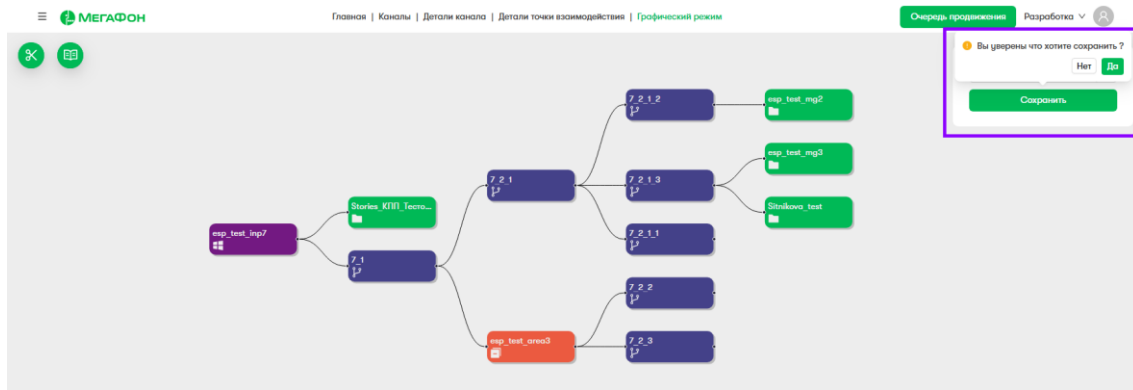 МЕГАФОН
Главная | Каналы | Детали канала | Детали точки взаимодействия | Графический режим
Очередь продвижения
Разработка
Вы уверены что хотите сохранить ?
Нет
Да
Сохранить
7_2_1_2
esp_test_mg2
esp_test_mg3
7_2_1
7_2_1_3
Stories_КПП_Тесто...
Sitnikova_test
esp_test_inp7
7_2_1_1
7_1
7_2_2
esp_test_area3
7_2_3